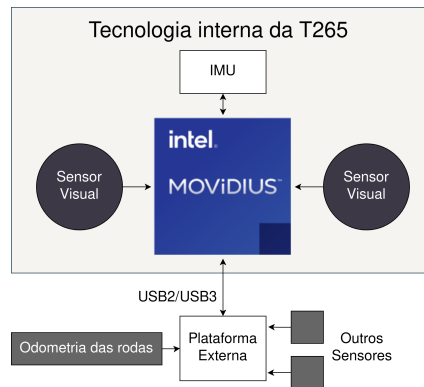 Tecnologia interna da T265
IMU
intel.
MOVIDIUS™
Sensor
Visual
Sensor
Visual
USB2/USB3
Odometria das rodas
Plataforma
Externa
Outros
Sensores